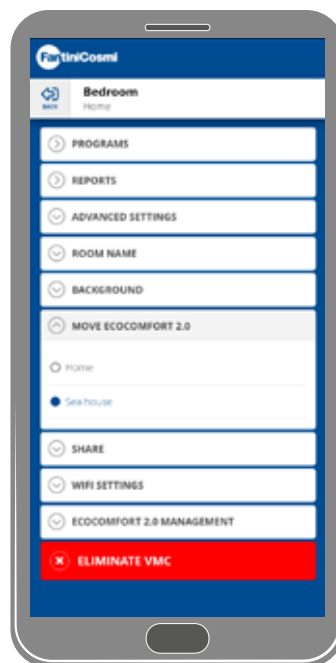 FantiniCosmi
BACK
Bedroom
Home
PROGRAMS
REPORTS
ADVANCED SETTINGS
ROOM NAME
BACKGROUND
MOVE ECOCOMFORT 2.0
Home
Sea house
SHARE
WIFI SETTINGS
ECOCOMFORT 2.0 MANAGEMENT
ELIMINATE VMC